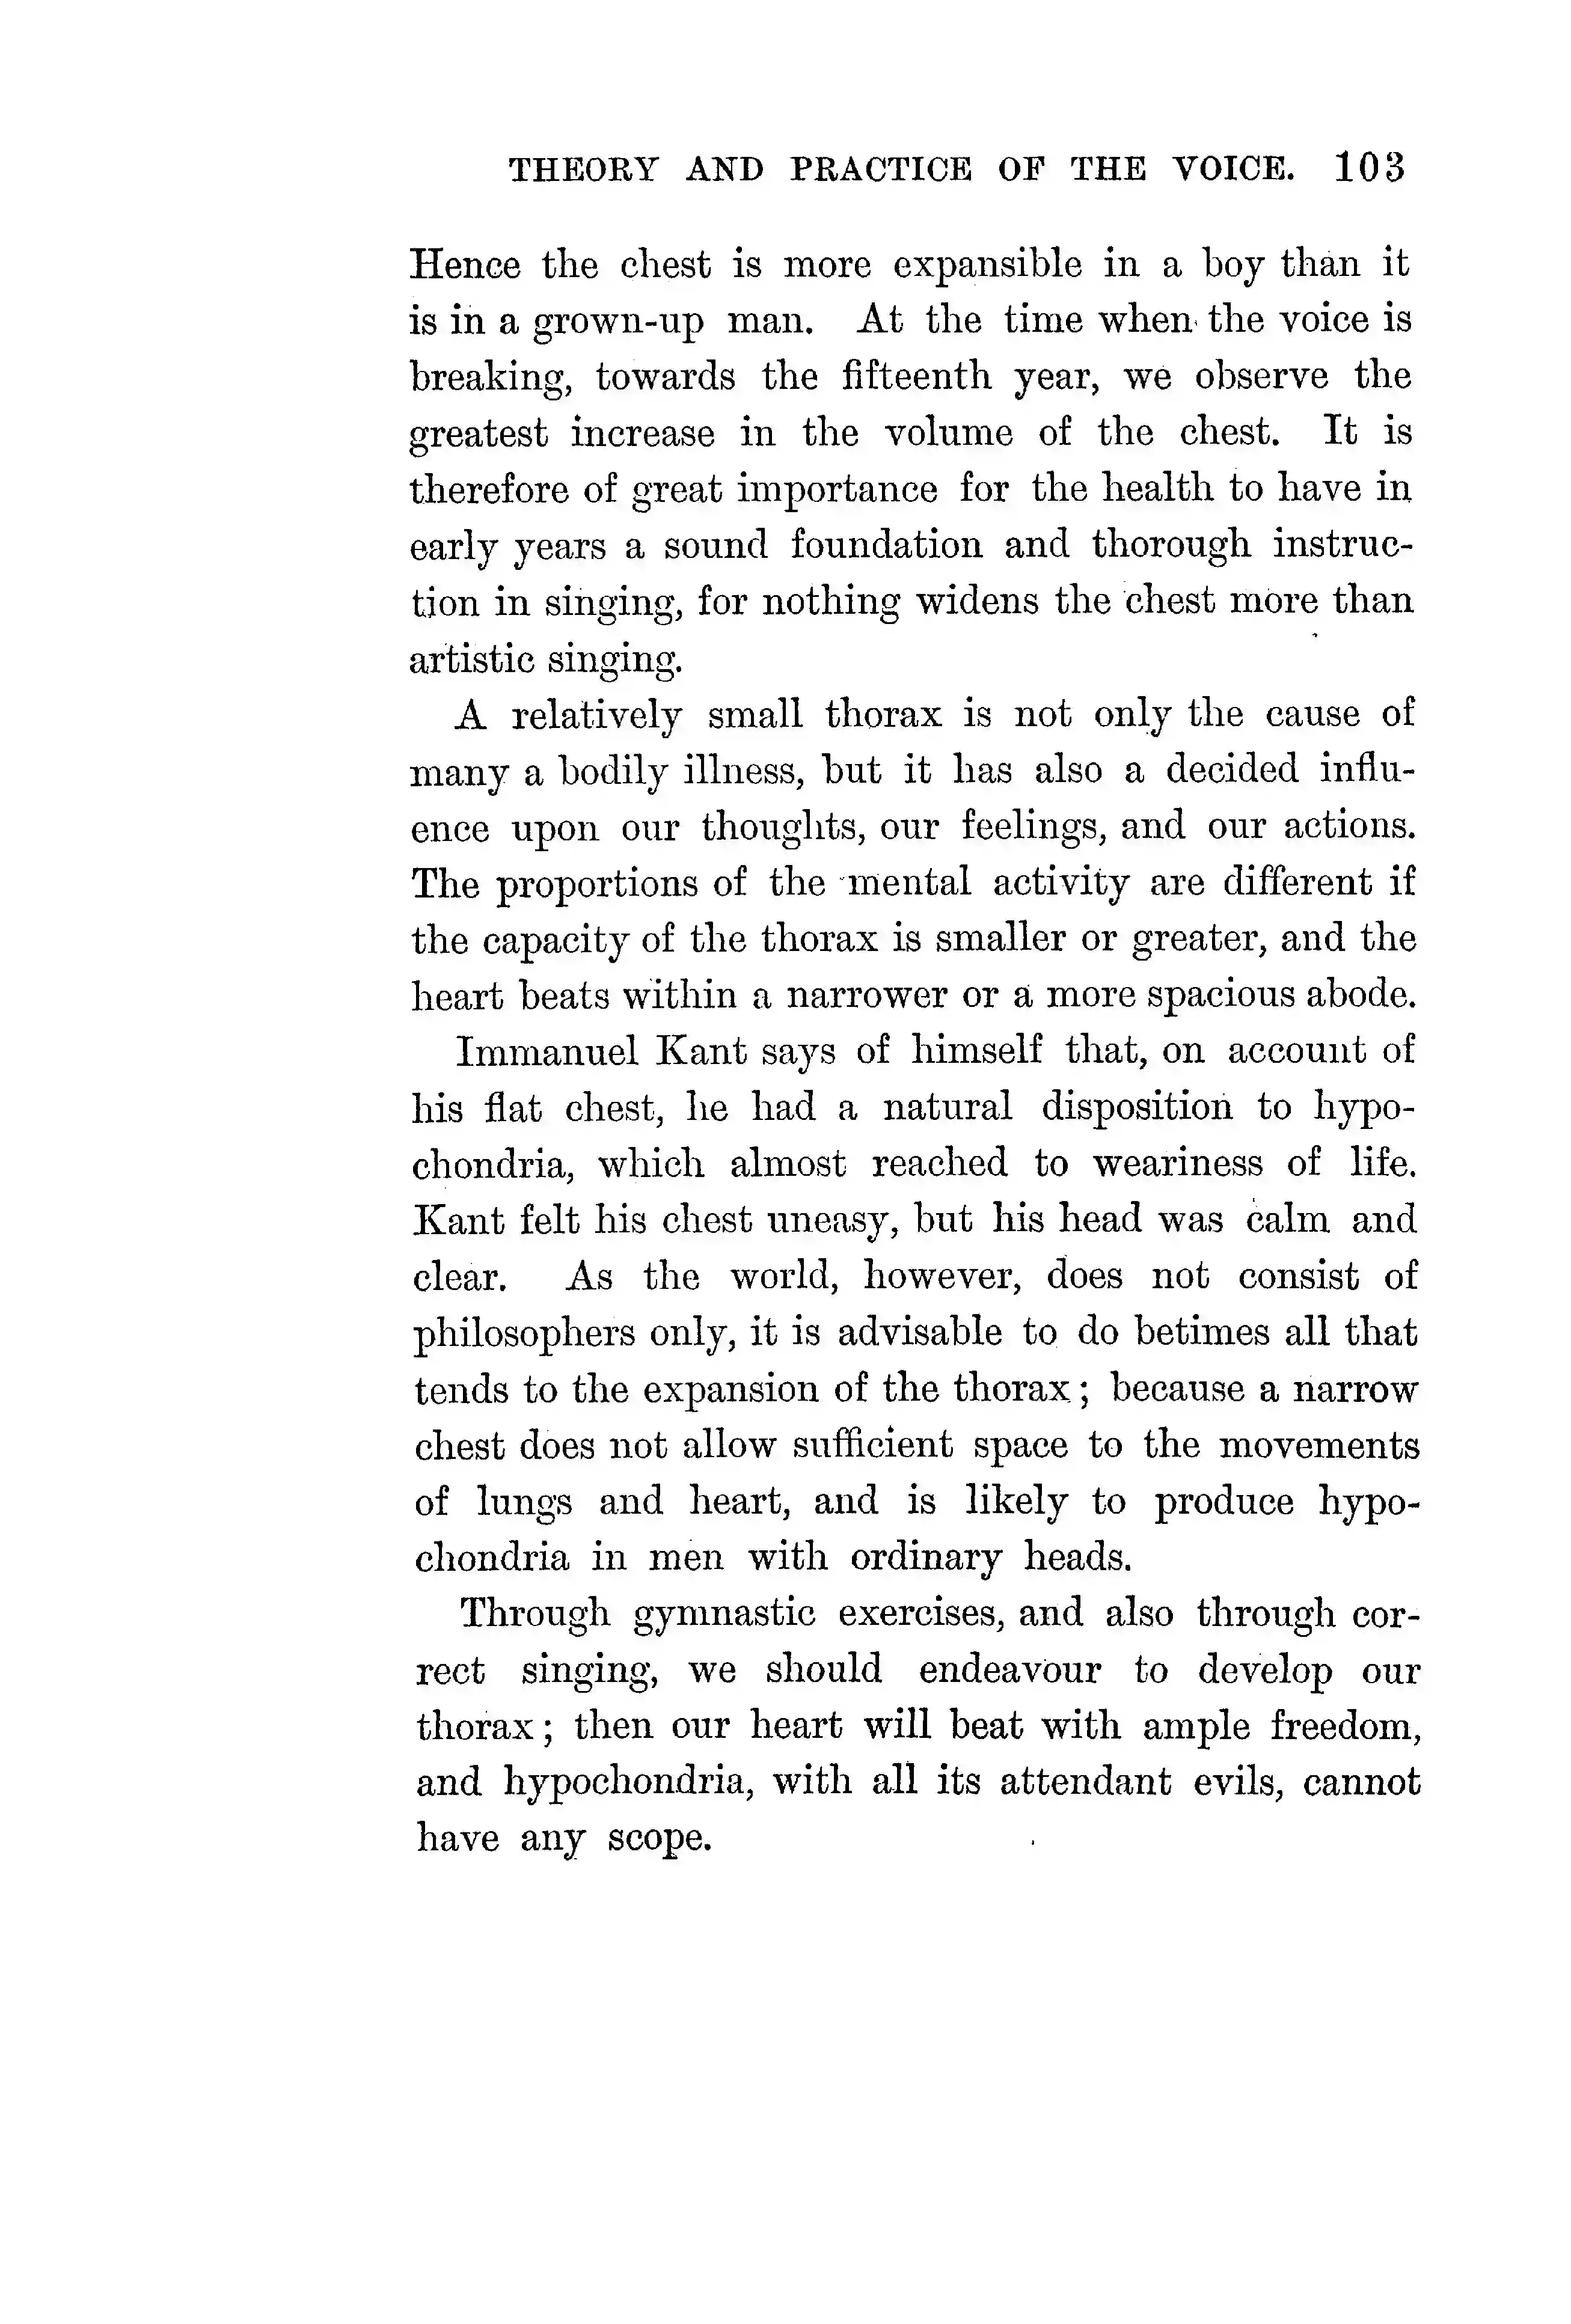 THEORY AND PRACTICE OF THE VOICE. 103
Hence the chest is more expansible in a boy than it
is in a grown-up man. At the time when the voice is
breaking, towards the fifteenth year, we observe the
greatest increase in the volume of the chest. It is
therefore of great importance for the health to have in
early years a sound foundation and thorough instruc-
tion in singing, for nothing widens the chest more than
artistic singing.
A relatively small thorax is not only the cause of
many a bodily illness, but it has also a decided influ-
ence upon our thoughts, our feelings, and our actions.
The proportions of the mental activity are different if
the capacity of the thorax is smaller or greater, and the
heart beats within a narrower or a more spacious abode.
Immanuel Kant says of himself that, on account of
his flat chest, he had a natural disposition to hypo-
chondria, which almost reached to weariness of life.
Kant felt his chest uneasy, but his head was calm and
clear. As the world, however, does not consist of
philosophers only, it is advisable to do betimes all that
tends to the expansion of the thorax; because a narrow
chest does not allow sufficient space to the movements
of lungs and heart, and is likely to produce hypo-
chondria in men with ordinary heads.
Through gymnastic exercises, and also through cor-
rect singing, we should endeavour to develop our
thorax; then our heart will beat with ample freedom,
and hypochondria, with all its attendant evils, cannot
have any scope.